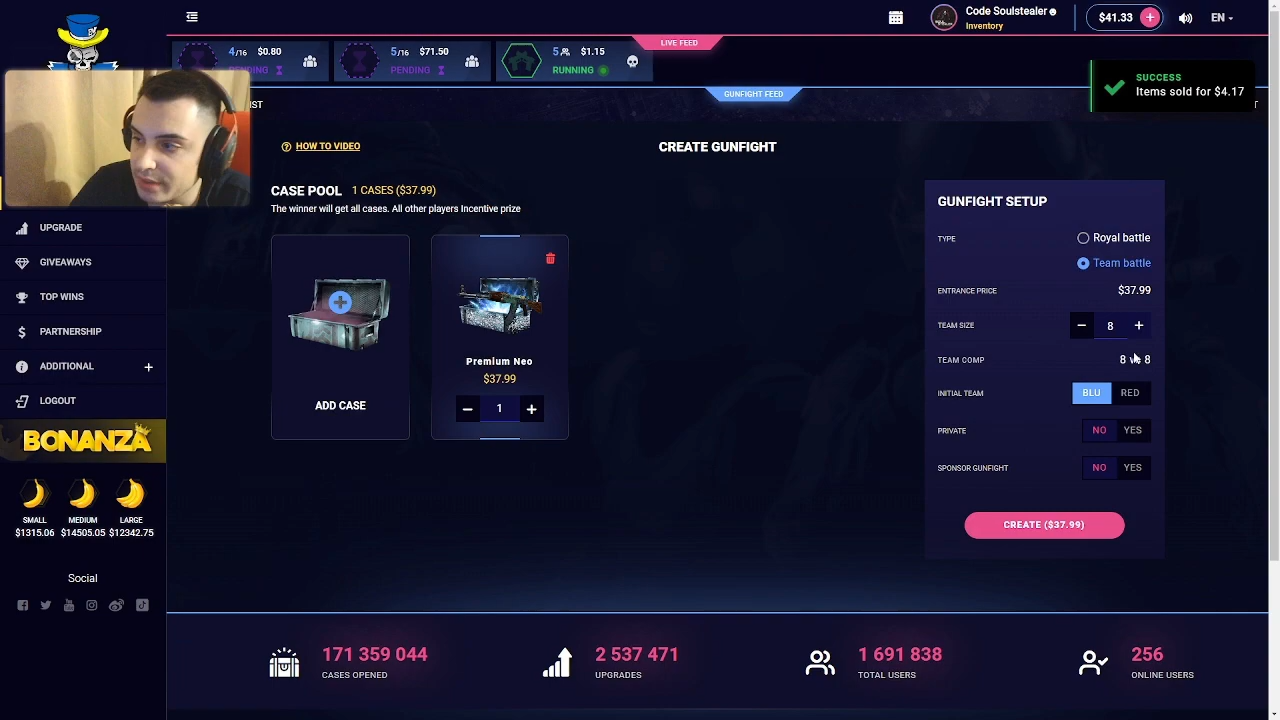 Code Soulstealer
Inventory
$41.33
EN
4/16 $0.80
PENDING
5/16 $71.50
PENDING
5 $1.15
RUNNING
LIVE FEED
GUNFIGHT FEED
SUCCESS
Items sold for $4.17
HOW TO VIDEO
CREATE GUNFIGHT
CASE POOL 1 CASES ($37.99)
The winner will get all cases. All other players Incentive prize
ADD CASE
Premium Neo
$37.99
- 1 +
GUNFIGHT SETUP
TYPE
Royal battle
Team battle
ENTRANCE PRICE $37.99
TEAM SIZE - 8 +
TEAM COMP 8 vs 8
INITIAL TEAM BLU RED
PRIVATE NO YES
SPONSOR GUNFIGHT NO YES
CREATE ($37.99)
UPGRADE
GIVEAWAYS
TOP WINS
PARTNERSHIP
ADDITIONAL +
LOGOUT
BONANZA
SMALL MEDIUM LARGE
$1315.06 $14505.05 $12342.75
Social
171 359 044
CASES OPENED
2 537 471
UPGRADES
1 691 838
TOTAL USERS
256
ONLINE USERS